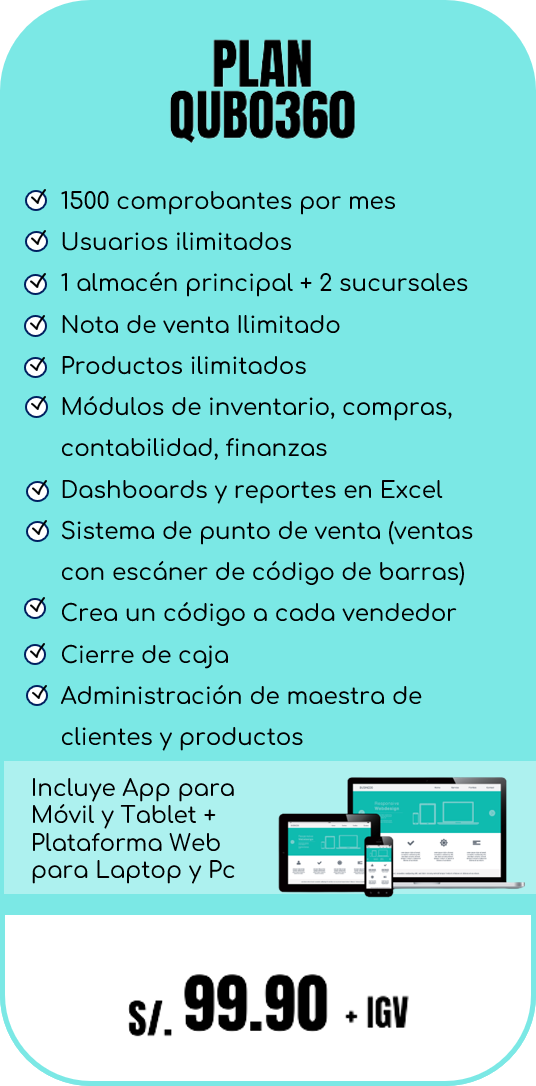 PLAN
QUBO360
1500 comprobantes por mes
Usuarios ilimitados
1 almacén principal + 2 sucursales
Nota de venta Ilimitado
Productos ilimitados
Módulos de inventario, compras,
contabilidad, finanzas
Dashboards y reportes en Excel
Sistema de punto de venta (ventas
con escáner de código de barras)
Crea un código a cada vendedor
Cierre de caja
Administración de maestra de
clientes y productos
Incluye App para
Móvil y Tablet +
Plataforma Web
para Laptop y Pc
S/. 99.90 + IGV